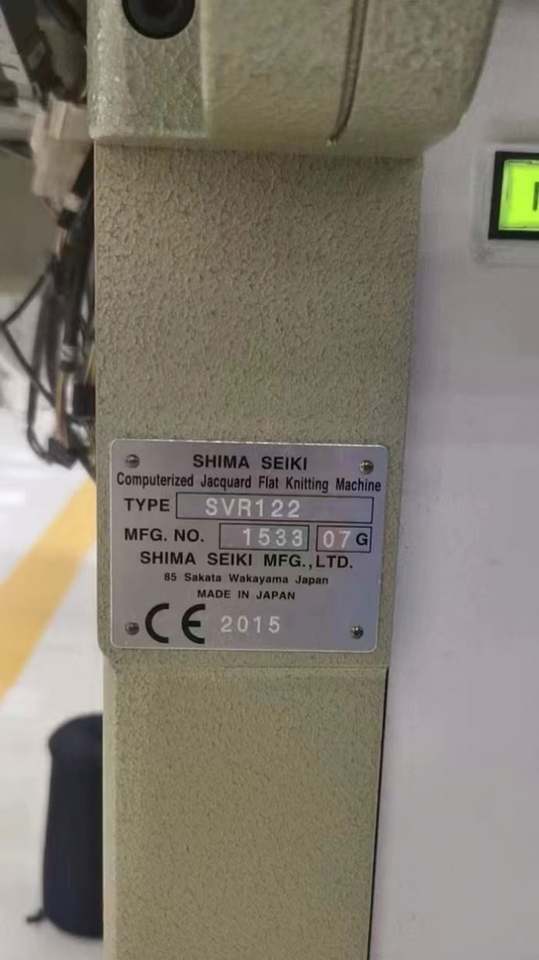 SHIMA SEIKI
Computerized Jacquard Flat Knitting Machine
TYPE SVR122
MFG. NO. 1533 07 G
SHIMA SEIKI MFG., LTD.
85 Sakata Wakayama Japan
MADE IN JAPAN
CE 2015